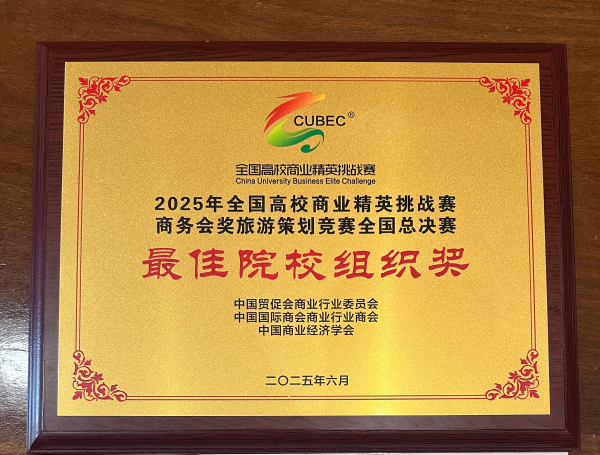 CUBEC®
全国高校商业精英挑战赛
China University Business Elite Challenge
2025年全国高校商业精英挑战赛
商务会奖旅游策划竞赛全国总决赛
最佳院校组织奖
中国贸促会商业行业委员会
中国国际商会商业行业商会
中国商业经济学会
二〇二五年六月